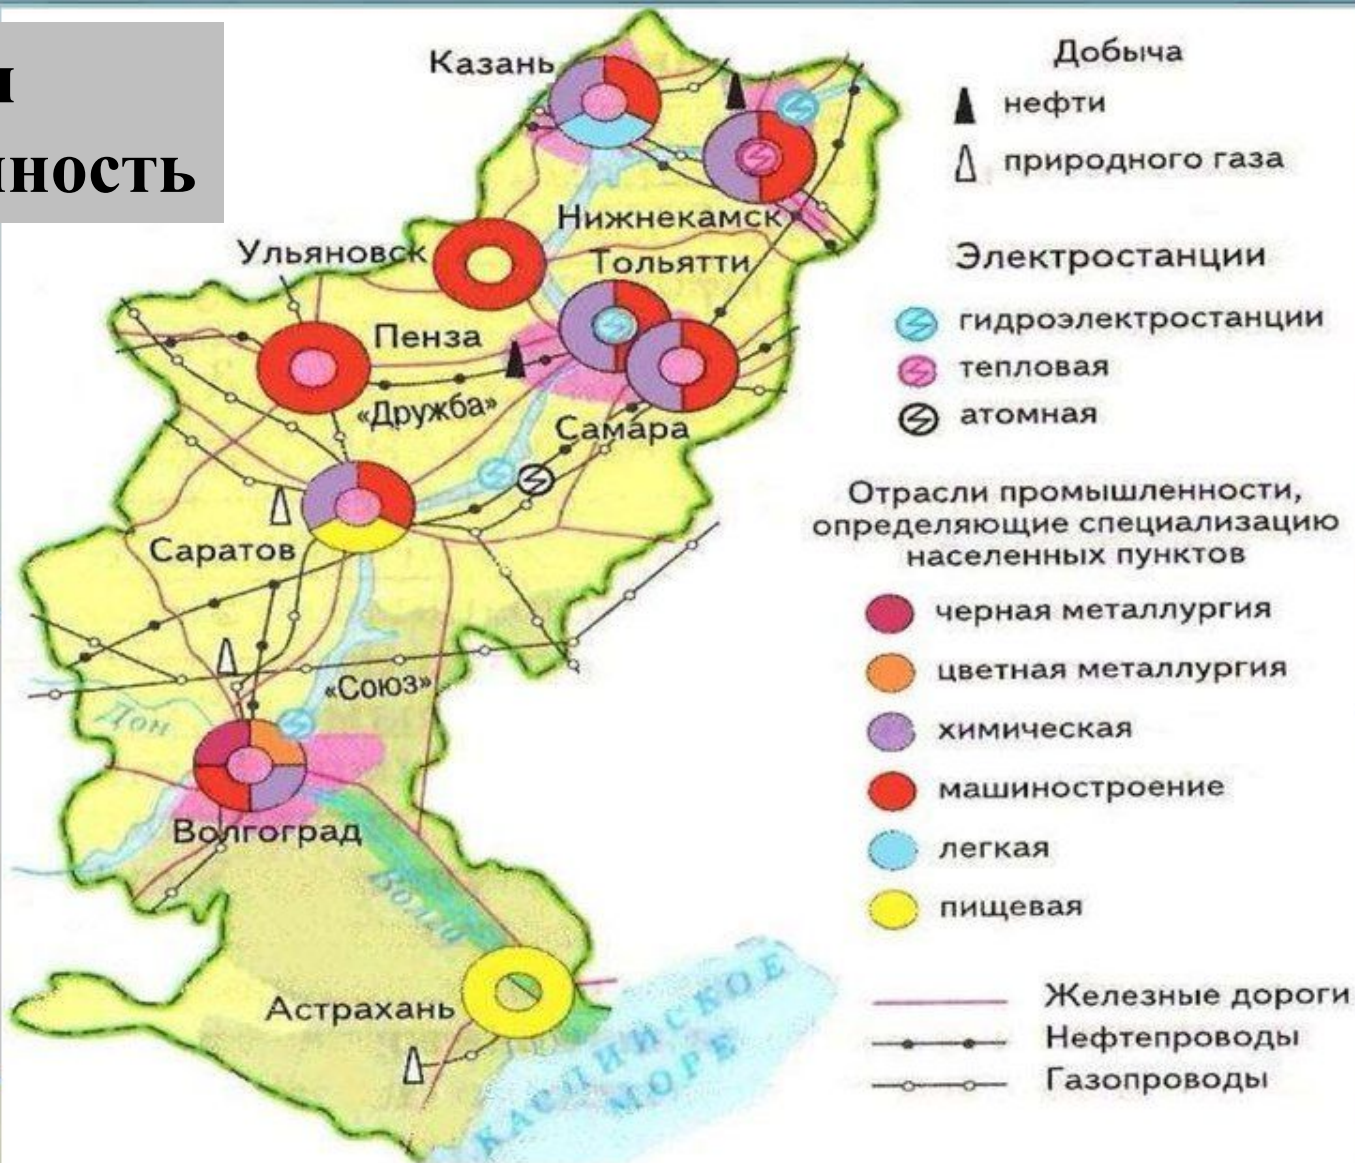 ность
Казань
Нижнекамск
Ульяновск
Тольятти
Пенза
«Дружба»
Самара
Саратов
«Союз»
Дон
Волгоград
Волга
Астрахань
КАСПИЙСКОЕ
МОРЕ
Добыча
нефти
природного газа
Электростанции
гидроэлектростанции
тепловая
атомная
Отрасли промышленности,
определяющие специализацию
населенных пунктов
черная металлургия
цветная металлургия
химическая
машиностроение
легкая
пищевая
Железные дороги
Нефтепроводы
Газопроводы